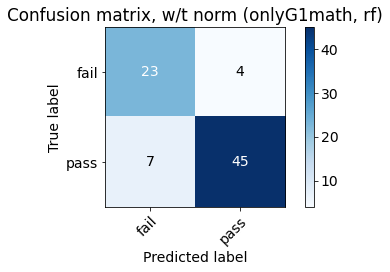 Confusion matrix, w/t norm (onlyG1math, rf)
True label
fail
23
4
pass
7
45
fail
pass
Predicted label
40
30
20
10